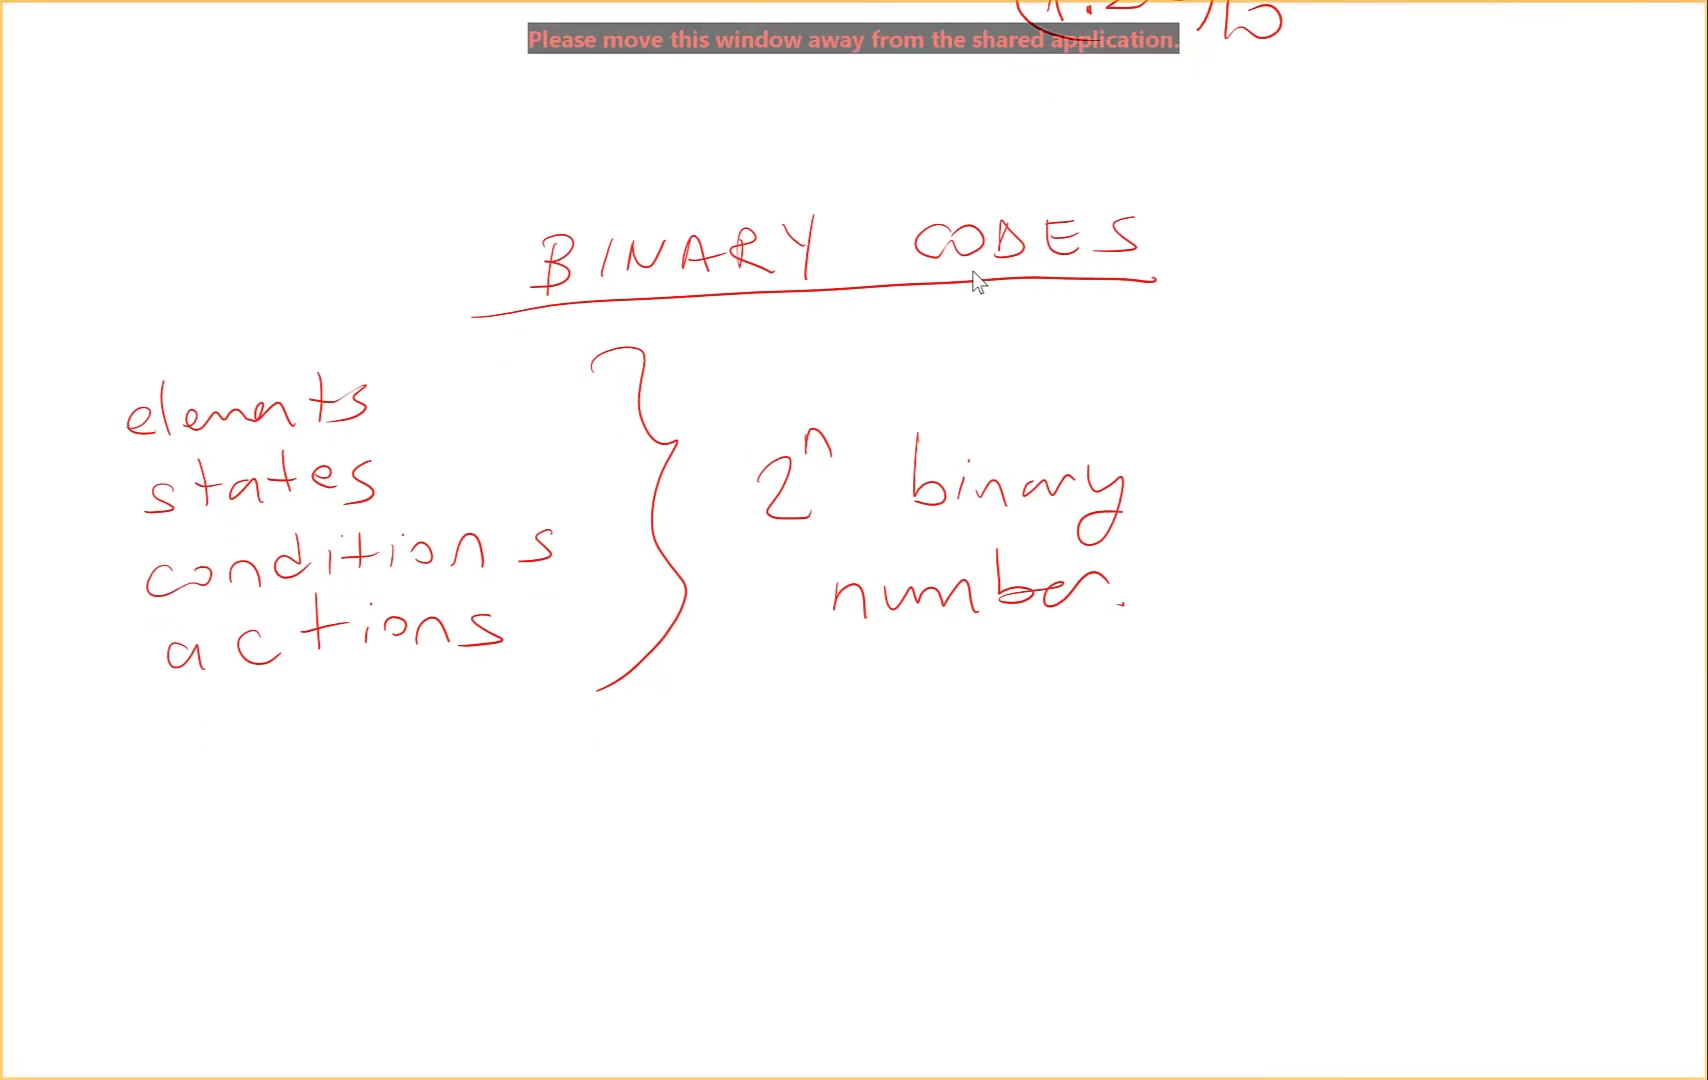 Please move this window away from the shared application.
BINARY CODES
elements
states
conditions
actions
2ⁿ binary
number.